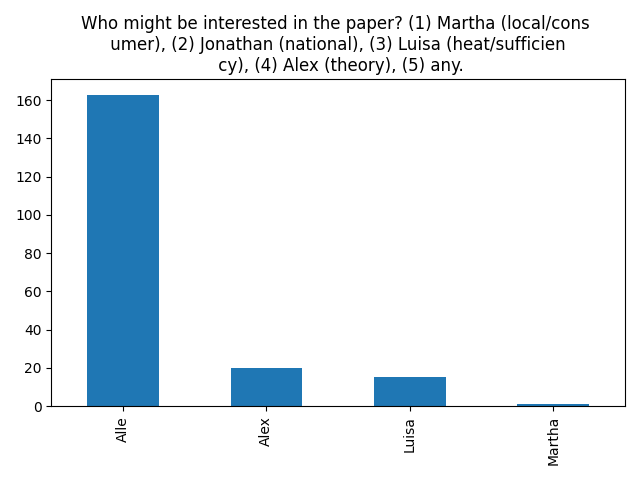 Who might be interested in the paper? (1) Martha (local/cons
umer), (2) Jonathan (national), (3) Luisa (heat/sufficien
cy), (4) Alex (theory), (5) any.
160
140
120
100
80
60
40
20
0
Alle
Alex
Luisa
Martha